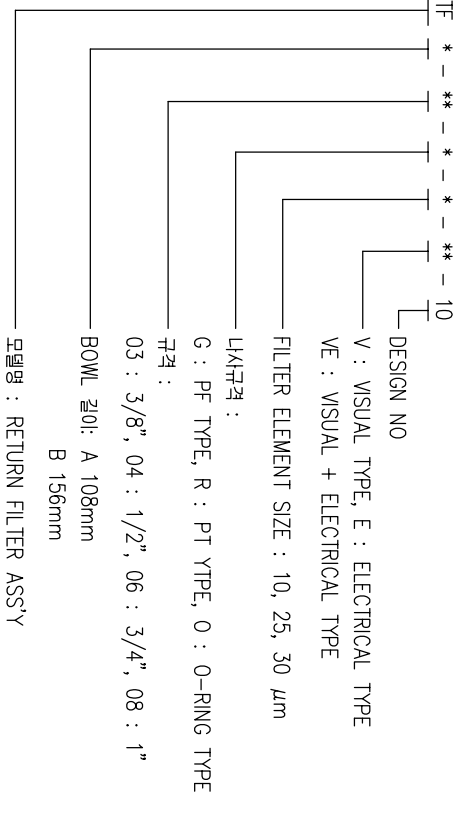 TF * - ** - * - * - ** - 10
DESIGN NO
V : VISUAL TYPE, E : ELECTRICAL TYPE
VE : VISUAL + ELECTRICAL TYPE
FILTER ELEMENT SIZE : 10, 25, 30 μm
나사규격 :
G : PF TYPE, R : PT YTPE, O : O-RING TYPE
규격 :
03 : 3/8", 04 : 1/2", 06 : 3/4", 08 : 1"
BOWL 길이: A 108mm
B 156mm
모델명 : RETURN FILTER ASS'Y